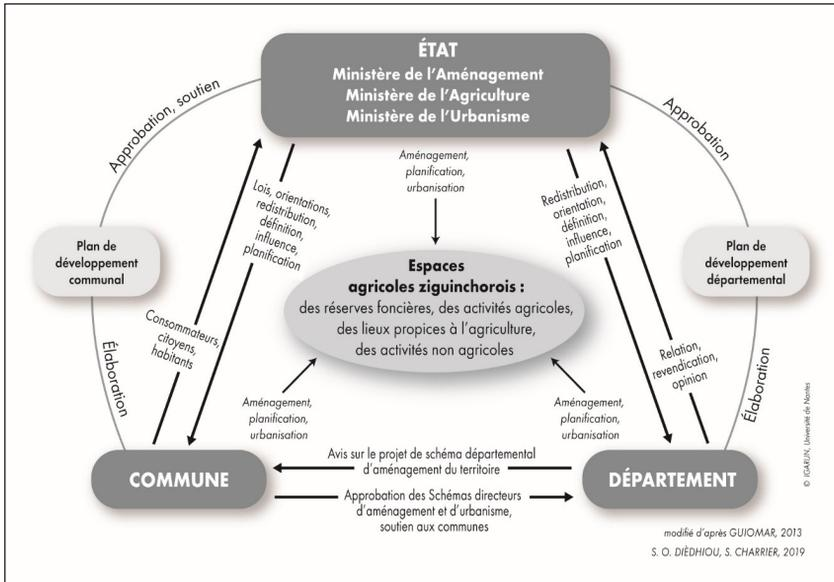 ÉTAT
Ministère de l'Aménagement
Ministère de l'Agriculture
Ministère de l'Urbanisme
Approbation, soutien
Approbation
Aménagement,
planification,
urbanisation
Lois, orientations,
redistribution,
définition,
influence,
planification
Redistribution,
orientation,
définition,
influence,
planification
Plan de
développement
communal
Plan de
développement
départemental
Espaces
agricoles ziguinchorois :
des réserves foncières, des activités agricoles,
des lieux propices à l'agriculture,
des activités non agricoles
Consommateurs,
citoyens,
habitants
Relation,
revendication,
opinion
Élaboration
Élaboration
Aménagement,
planification,
urbanisation
Aménagement,
planification,
urbanisation
COMMUNE
Avis sur le projet de schéma départemental
d'aménagement du territoire
Approbation des Schémas directeurs
d'aménagement et d'urbanisme,
soutien aux communes
DÉPARTEMENT
© IGARUN, Université de Nantes
modifié d'après GUIOMAR, 2013
S. O. DIÈDHIOU, S. CHARRIER, 2019